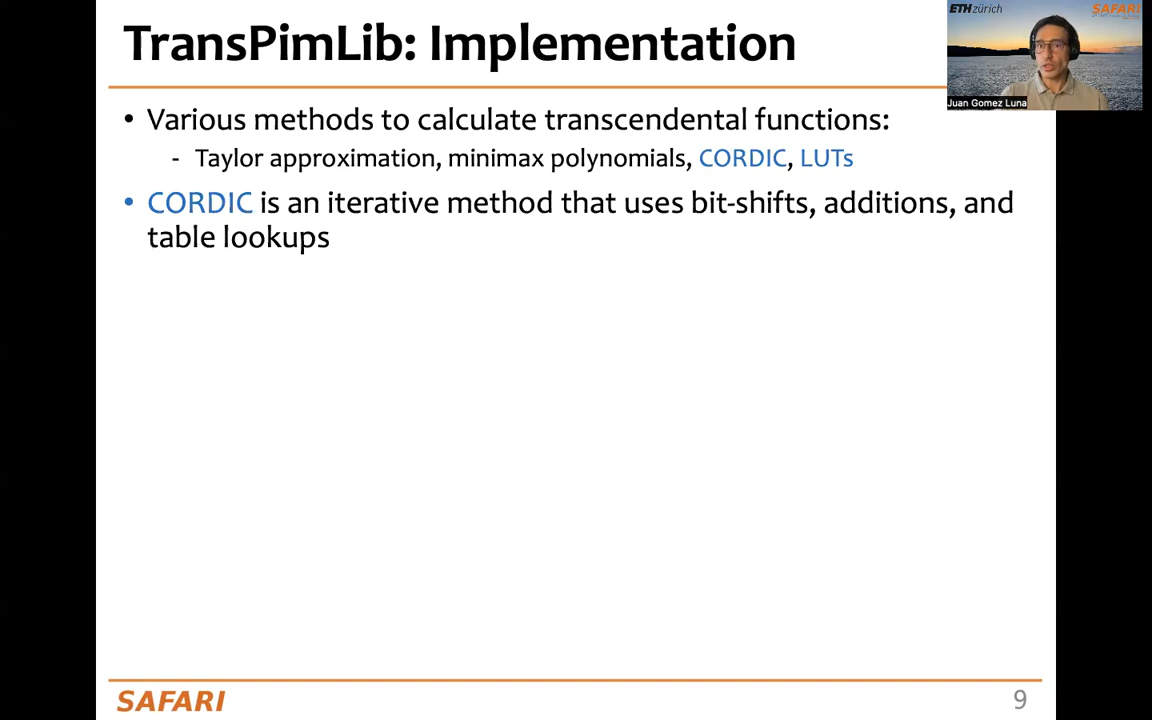 TransPimLib: Implementation
ETH zürich
SAFARI
Juan Gomez Luna
• Various methods to calculate transcendental functions:
- Taylor approximation, minimax polynomials, CORDIC, LUTs
• CORDIC is an iterative method that uses bit-shifts, additions, and
table lookups
SAFARI
9